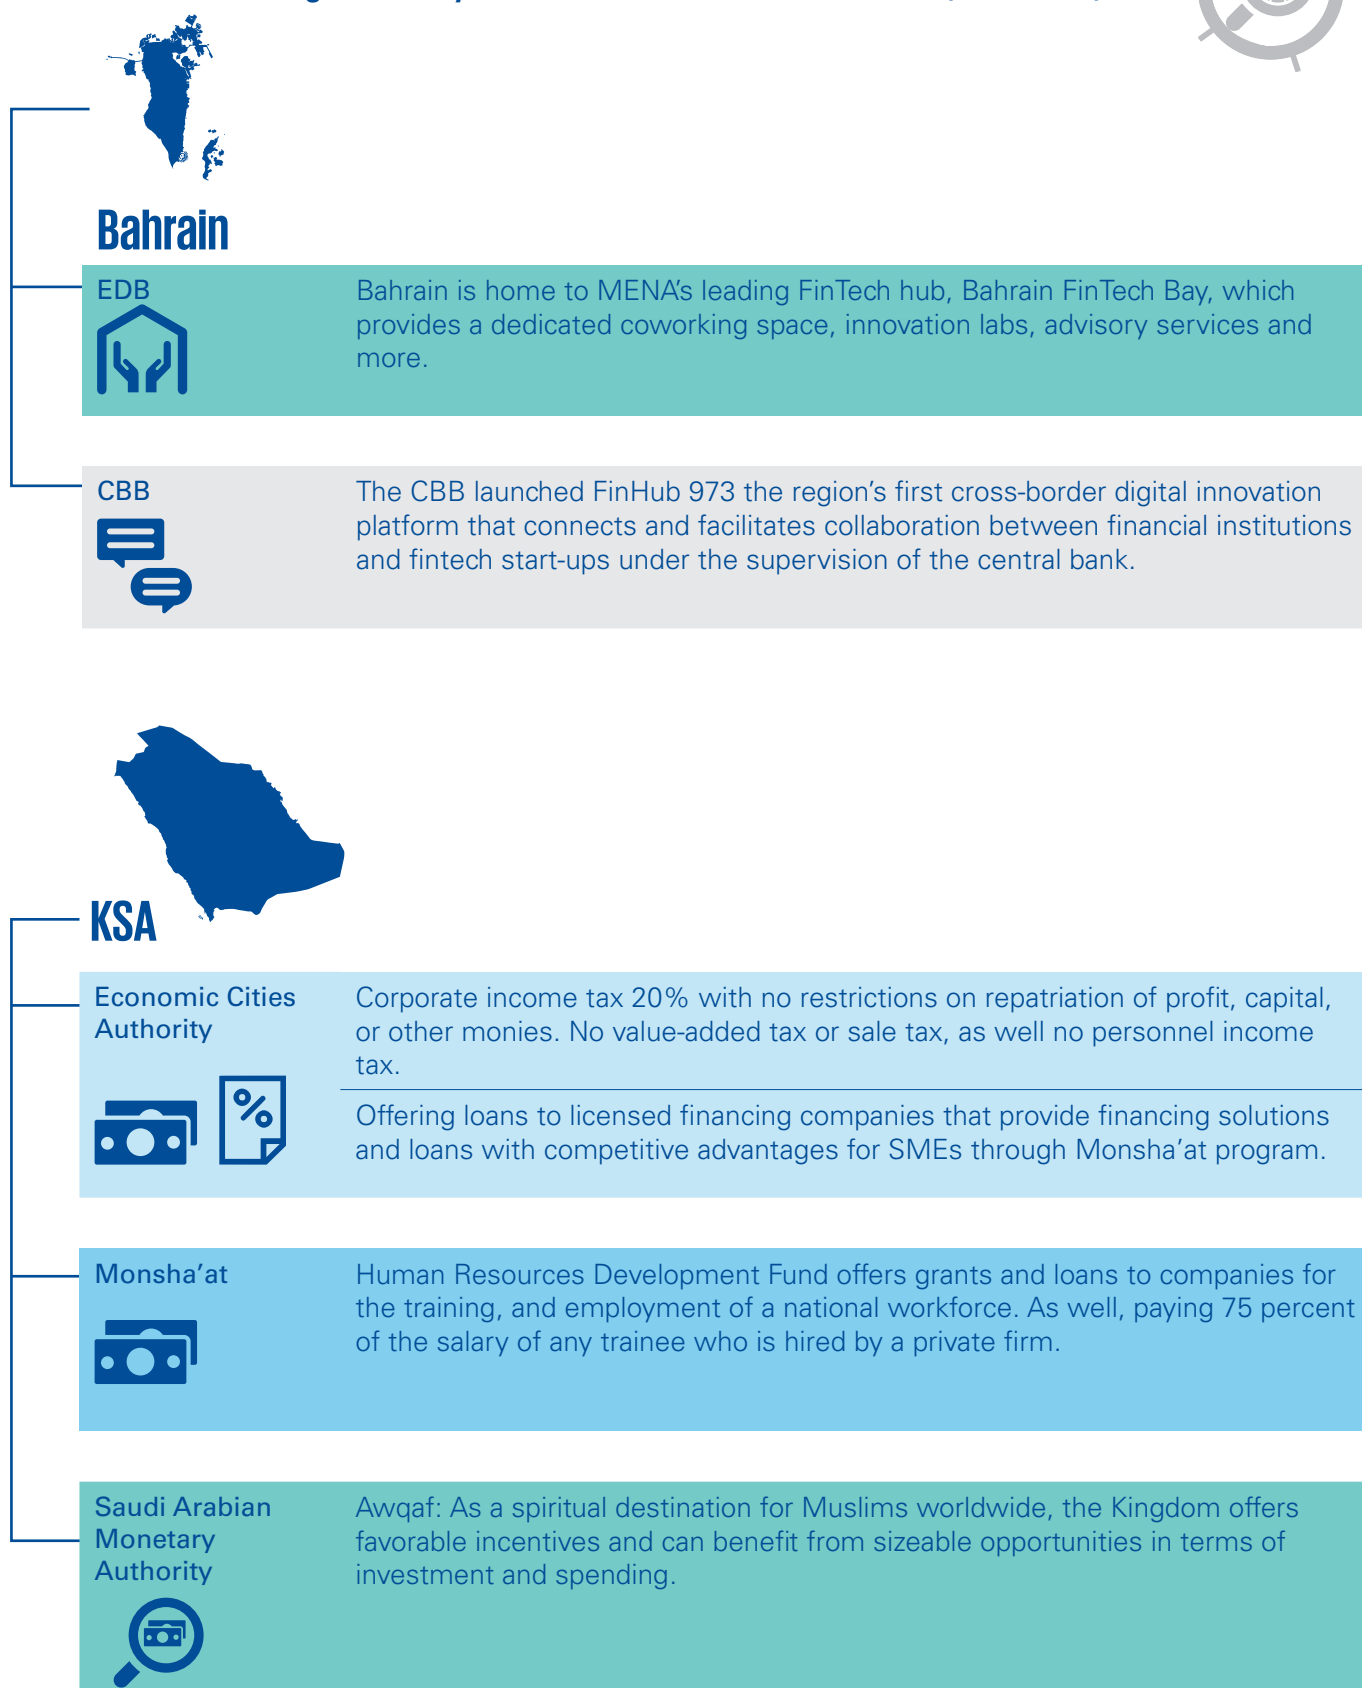 Bahrain
EDB
Bahrain is home to MENA's leading FinTech hub, Bahrain FinTech Bay, which
provides a dedicated coworking space, innovation labs, advisory services and
more.
CBB
The CBB launched FinHub 973 the region's first cross-border digital innovation
platform that connects and facilitates collaboration between financial institutions
and fintech start-ups under the supervision of the central bank.
KSA
Economic Cities
Authority
Corporate income tax 20% with no restrictions on repatriation of profit, capital,
or other monies. No value-added tax or sale tax, as well no personnel income
tax.
%
Offering loans to licensed financing companies that provide financing solutions
and loans with competitive advantages for SMEs through Monsha'at program.
Monsha'at
Human Resources Development Fund offers grants and loans to companies for
the training, and employment of a national workforce. As well, paying 75 percent
of the salary of any trainee who is hired by a private firm.
Saudi Arabian
Monetary
Authority
Awqaf: As a spiritual destination for Muslims worldwide, the Kingdom offers
favorable incentives and can benefit from sizeable opportunities in terms of
investment and spending.